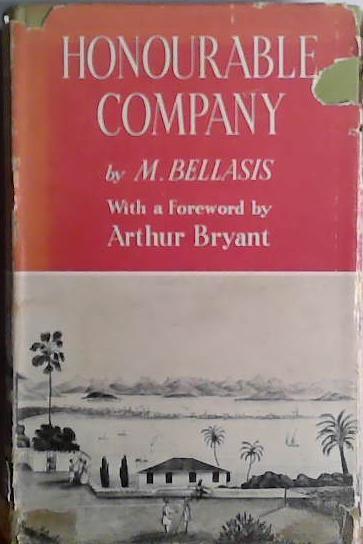 HONOURABLE
COMPANY
by M. BELLASIS
With a Foreword by
Arthur Bryant